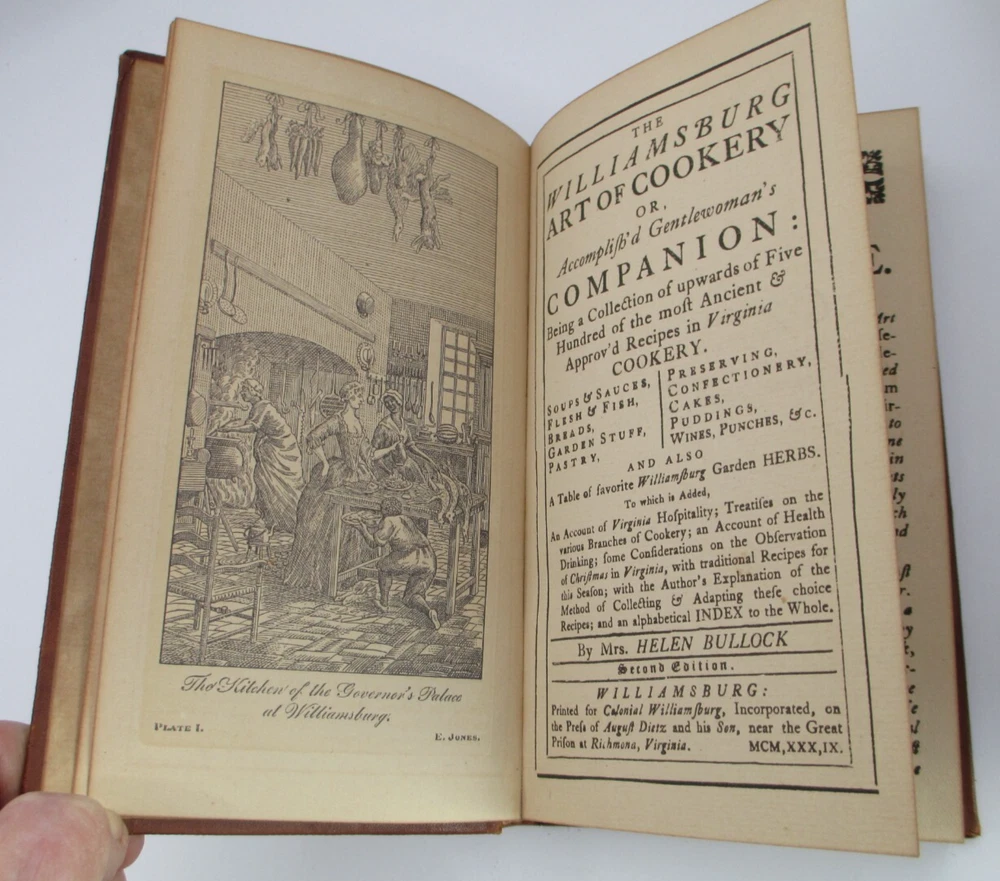 The Kitchen of the Governor's Palace
at Williamsburg.
PLATE I.
E. JONES.
THE
WILLIAMSBURG
ART OF COOKERY
OR,
Accompliſh'd Gentlewoman's
COMPANION:
Being a Collection of upwards of Five
Hundred of the moſt Ancient &
Approv'd Recipes in Virginia
COOKERY.
SOUPS & SAUCES,
FLESH & FISH,
BREADS,
GARDEN STUFF,
PASTRY,
PRESERVING,
CONFECTIONERY,
CAKES,
PUDDINGS,
WINES, PUNCHES, &c.
AND ALSO
A Table of favorite Williamſburg Garden HERBS.
To which is Added,
An Account of Virginia Hoſpitality; Treatiſes on the
various Branches of Cookery; an Account of Health
Drinking; ſome Conſiderations on the Obſervation
of Chriſtmas in Virginia, with traditional Recipes for
this Seaſon; with the Author's Explanation of the
Method of Collecting & Adapting theſe choice
Recipes; and an alphabetical INDEX to the Whole.
By Mrs. HELEN BULLOCK
Second Edition.
WILLIAMSBURG:
Printed for Colonial Williamſburg, Incorporated, on
the Preſs of Auguſt Dietz and his Son, near the Great
Priſon at Richmond, Virginia. MCM,XXX,IX.